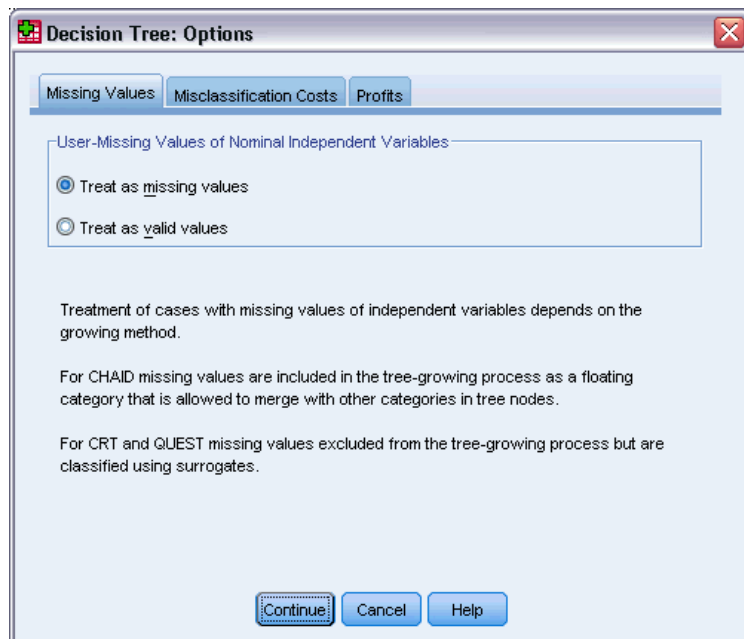 Decision Tree: Options
Missing Values Misclassification Costs Profits
User-Missing Values of Nominal Independent Variables
Treat as missing values
Treat as valid values
Treatment of cases with missing values of independent variables depends on the
growing method.
For CHAID missing values are included in the tree-growing process as a floating
category that is allowed to merge with other categories in tree nodes.
For CRT and QUEST missing values excluded from the tree-growing process but are
classified using surrogates.
Continue Cancel Help